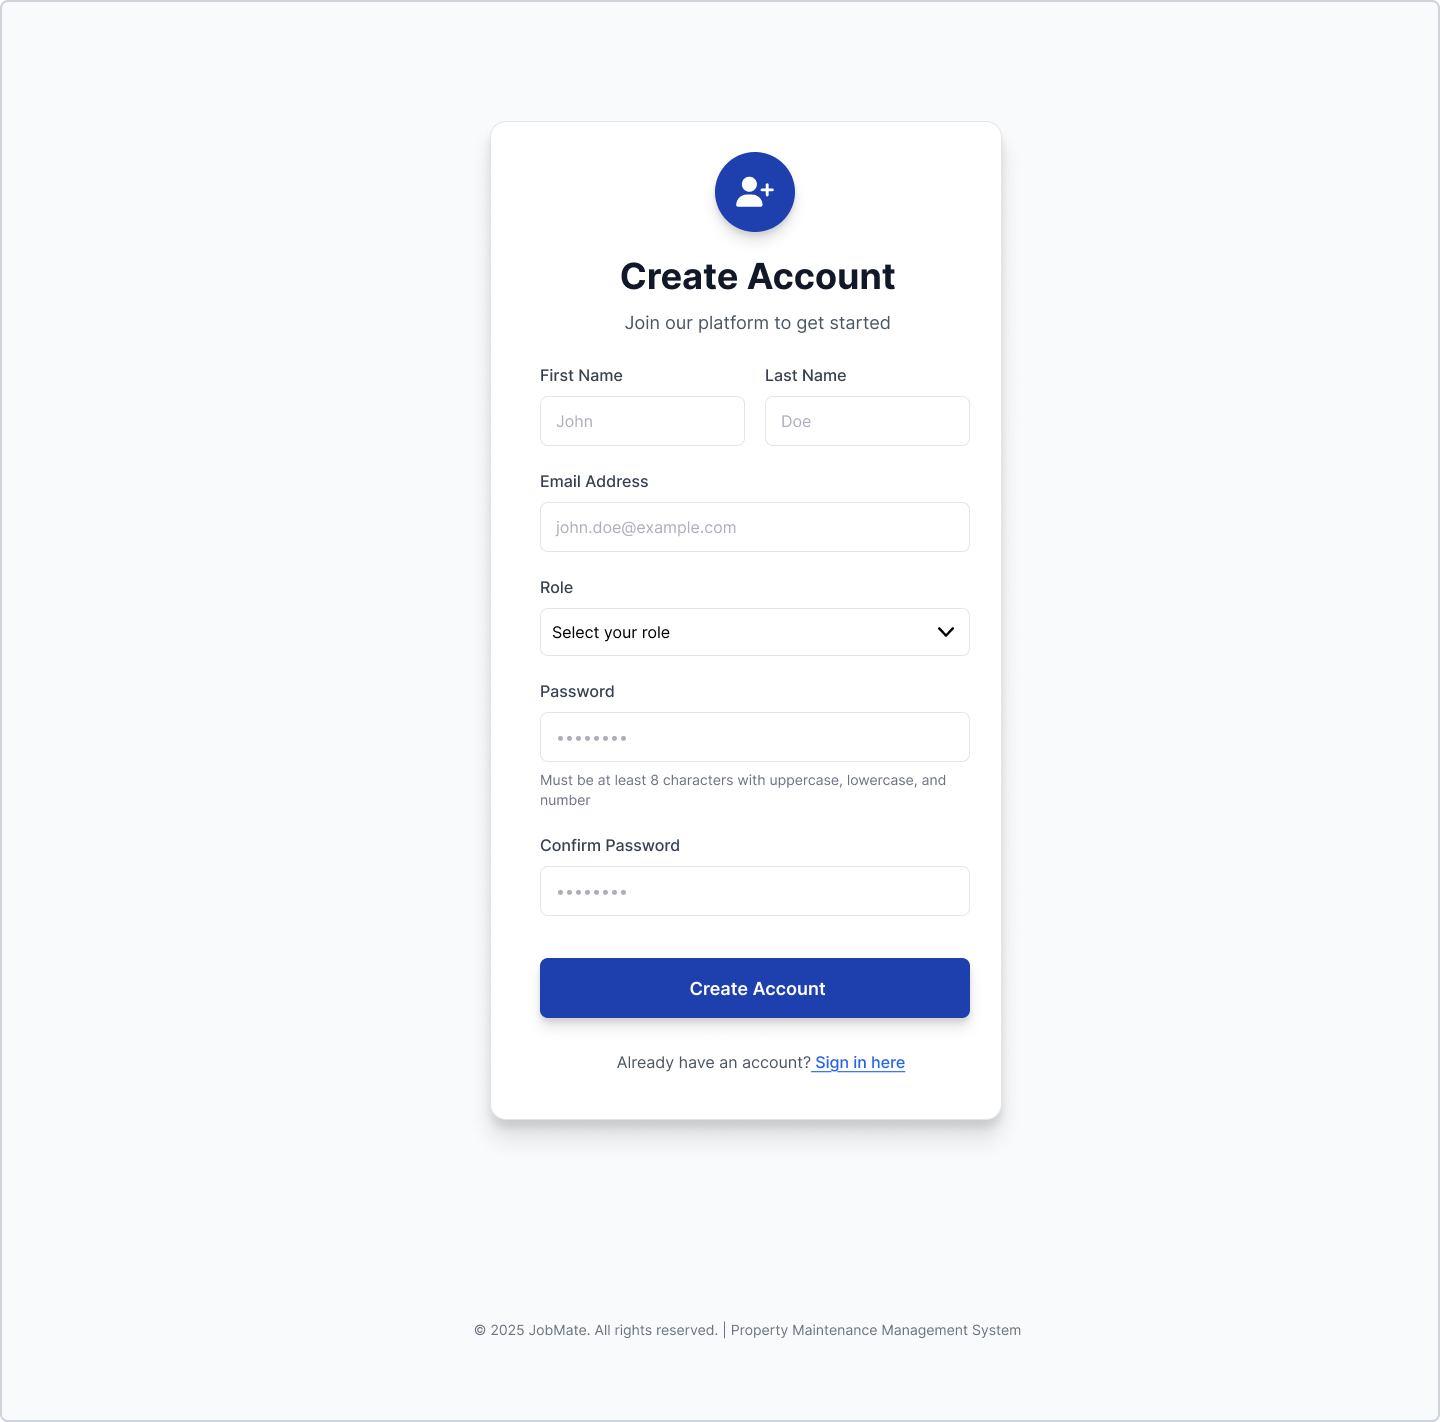 Create Account
Join our platform to get started
First Name
Last Name
John
Doe
Email Address
john.doe@example.com
Role
Select your role
Password
••••••••
Must be at least 8 characters with uppercase, lowercase, and
number
Confirm Password
••••••••
Create Account
Already have an account? Sign in here
© 2025 JobMate. All rights reserved. | Property Maintenance Management System